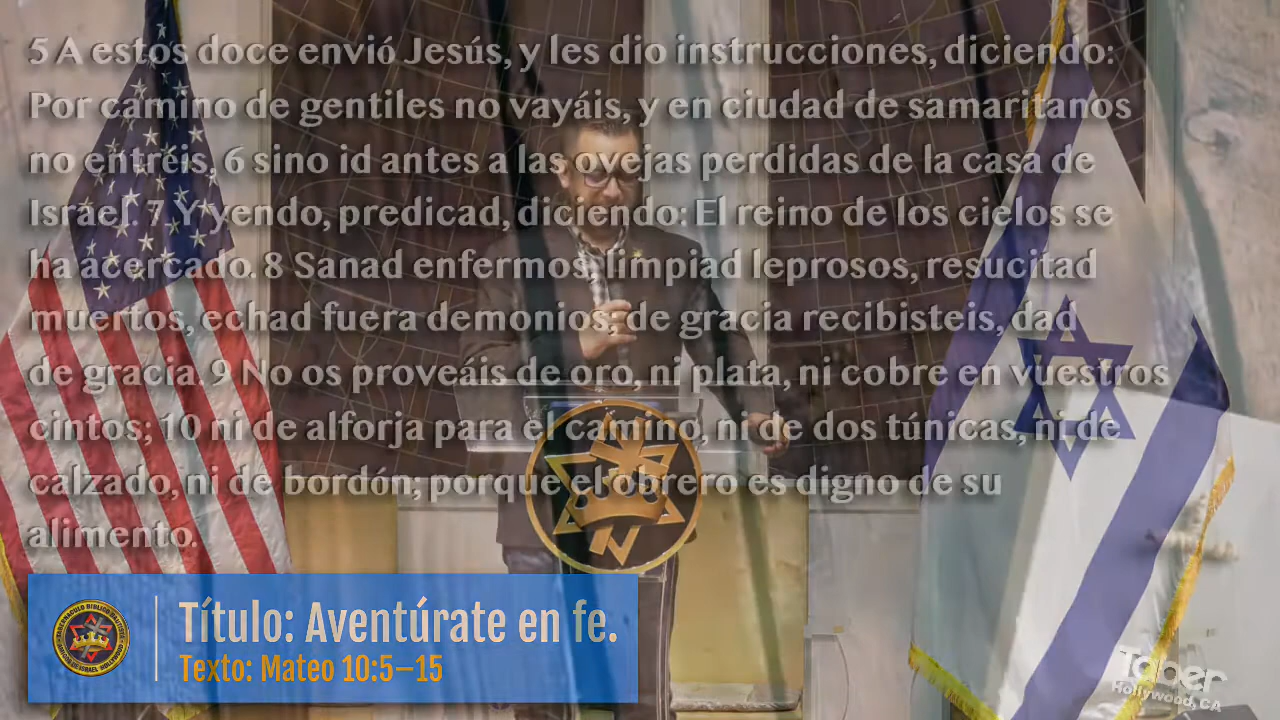 5 A estos doce envió Jesús, y les dio instrucciones, diciendo:
Por camino de gentiles no vayáis, y en ciudad de samaritanos
no entréis, 6 sino id antes a las ovejas perdidas de la casa de
Israel. 7 Y yendo, predicad, diciendo: El reino de los cielos se
ha acercado. 8 Sanad enfermos, limpiad leprosos, resucitad
muertos, echad fuera demonios; de gracia recibisteis, dad
de gracia. 9 No os proveáis de oro, ni plata, ni cobre en vuestros
cintos; 10 ni de alforja para el camino, ni de dos túnicas, ni de
calzado, ni de bordón; porque el obrero es digno de su
alimento.
Título: Aventúrate en fe.
Texto: Mateo 10:5–15
Taber
Hollywood, CA